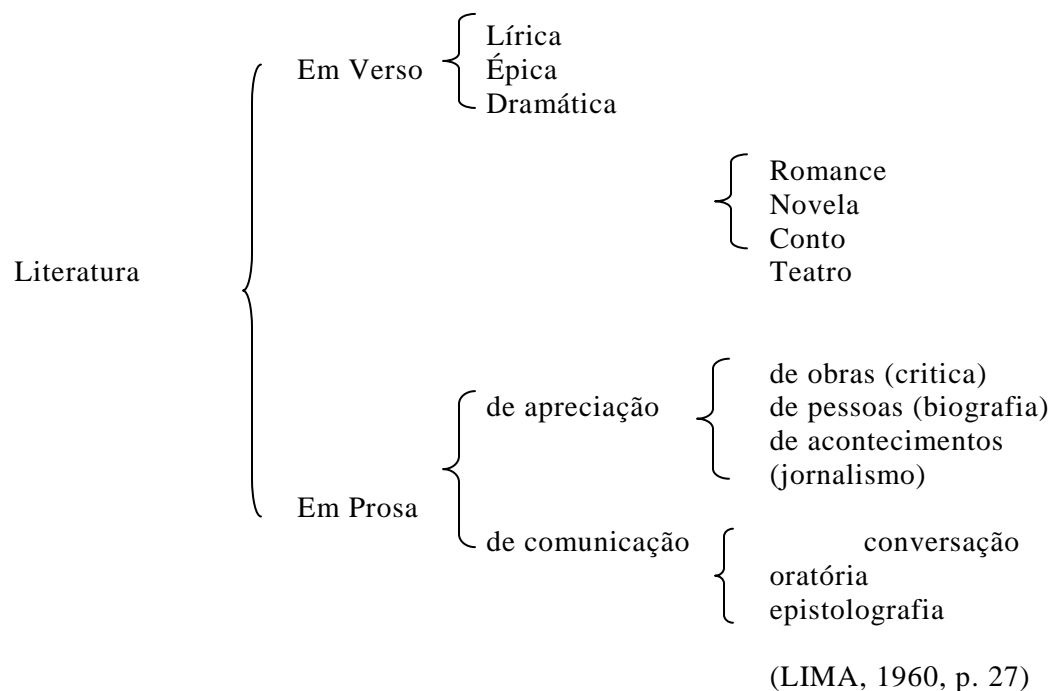 Lírica
Em Verso Épica
Dramática
Romance
Novela
Conto
Literatura Teatro
de obras (critica)
de apreciação de pessoas (biografia)
de acontecimentos
(jornalismo)
Em Prosa
de comunicação conversação
oratória
epistolografia
(LIMA, 1960, p. 27)